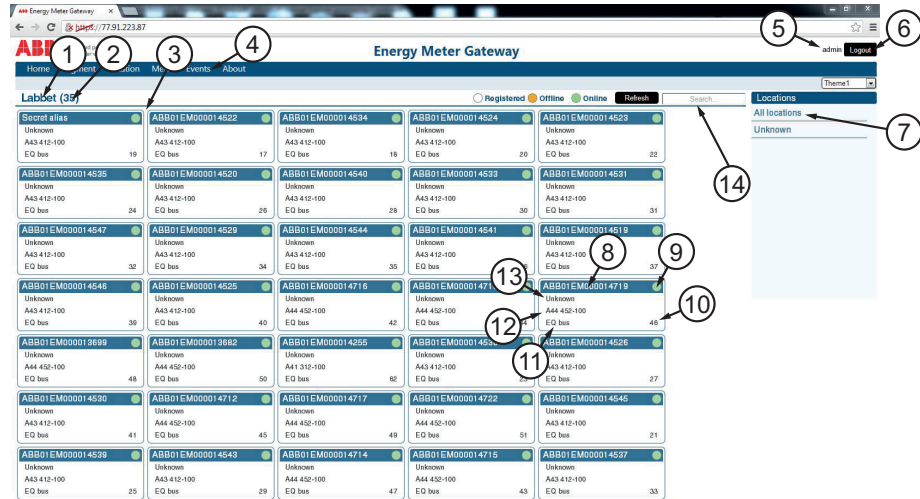 ABB Energy Meter Gateway
https://77.91.223.87
ABB
Energy Meter Gateway
admin Logout
Home
Events About
Theme1
Labbet (35)
Registered Offline Online Refresh Search...
Locations
All locations
Unknown
Secret alias
Unknown
A43 412-100
EQ bus 19
ABB01EM000014522
Unknown
A43 412-100
EQ bus 17
ABB01EM000014534
Unknown
A43 412-100
EQ bus 18
ABB01EM000014524
Unknown
A43 412-100
EQ bus 20
ABB01EM000014523
Unknown
A43 412-100
EQ bus 22
ABB01EM000014535
Unknown
A43 412-100
EQ bus 24
ABB01EM000014520
Unknown
A43 412-100
EQ bus 26
ABB01EM000014540
Unknown
A43 412-100
EQ bus 28
ABB01EM000014533
Unknown
A43 412-100
EQ bus 30
ABB01EM000014531
Unknown
A43 412-100
EQ bus 31
ABB01EM000014547
Unknown
A43 412-100
EQ bus 32
ABB01EM000014529
Unknown
A43 412-100
EQ bus 34
ABB01EM000014544
Unknown
A43 412-100
EQ bus 35
ABB01EM000014541
Unknown
A43 412-100
EQ bus
ABB01EM000014519
Unknown
A43 412-100
EQ bus 37
ABB01EM000014546
Unknown
A43 412-100
EQ bus 39
ABB01EM000014525
Unknown
A43 412-100
EQ bus 40
ABB01EM000014716
Unknown
A44 452-100
EQ bus 42
Unknown
A44 452-100
EQ bus
ABB01EM000014719
Unknown
A44 452-100
EQ bus 46
ABB01EM000013699
Unknown
A44 452-100
EQ bus 48
ABB01EM000013682
Unknown
A44 452-100
EQ bus 50
ABB01EM000014255
Unknown
A41 312-100
EQ bus 62
Unknown
A43 412-100
EQ bus 23
ABB01EM000014526
Unknown
A43 412-100
EQ bus 27
ABB01EM000014530
Unknown
A43 412-100
EQ bus 41
ABB01EM000014712
Unknown
A44 452-100
EQ bus 45
ABB01EM000014717
Unknown
A44 452-100
EQ bus 49
ABB01EM000014722
Unknown
A44 452-100
EQ bus 51
ABB01EM000014545
Unknown
A43 412-100
EQ bus 21
ABB01EM000014539
Unknown
A43 412-100
EQ bus 25
ABB01EM000014543
Unknown
A43 412-100
EQ bus 29
ABB01EM000014714
Unknown
A44 452-100
EQ bus 47
ABB01EM000014715
Unknown
A44 452-100
EQ bus 43
ABB01EM000014537
Unknown
A43 412-100
EQ bus 33
1
2
3
4
5
6
7
8
9
10
11
12
13
14